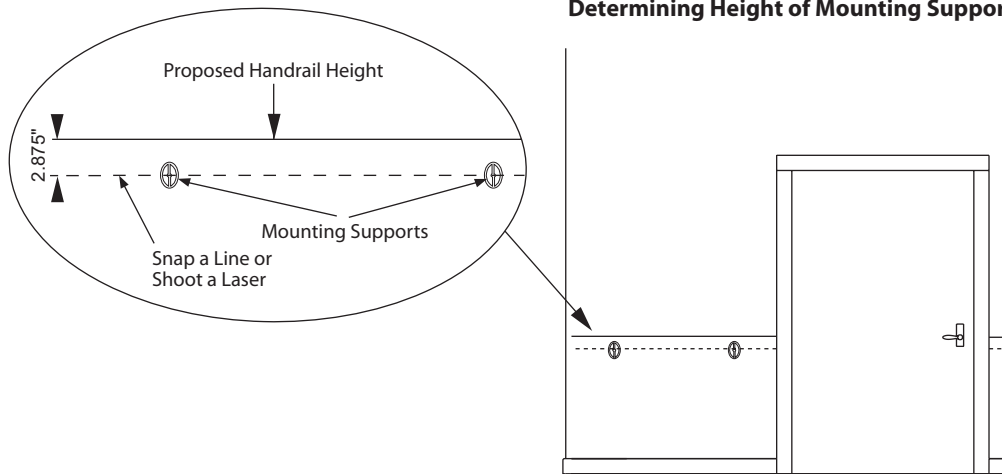 Determining Height of Mounting Suppor
Proposed Handrail Height
2.875"
Mounting Supports
Snap a Line or
Shoot a Laser